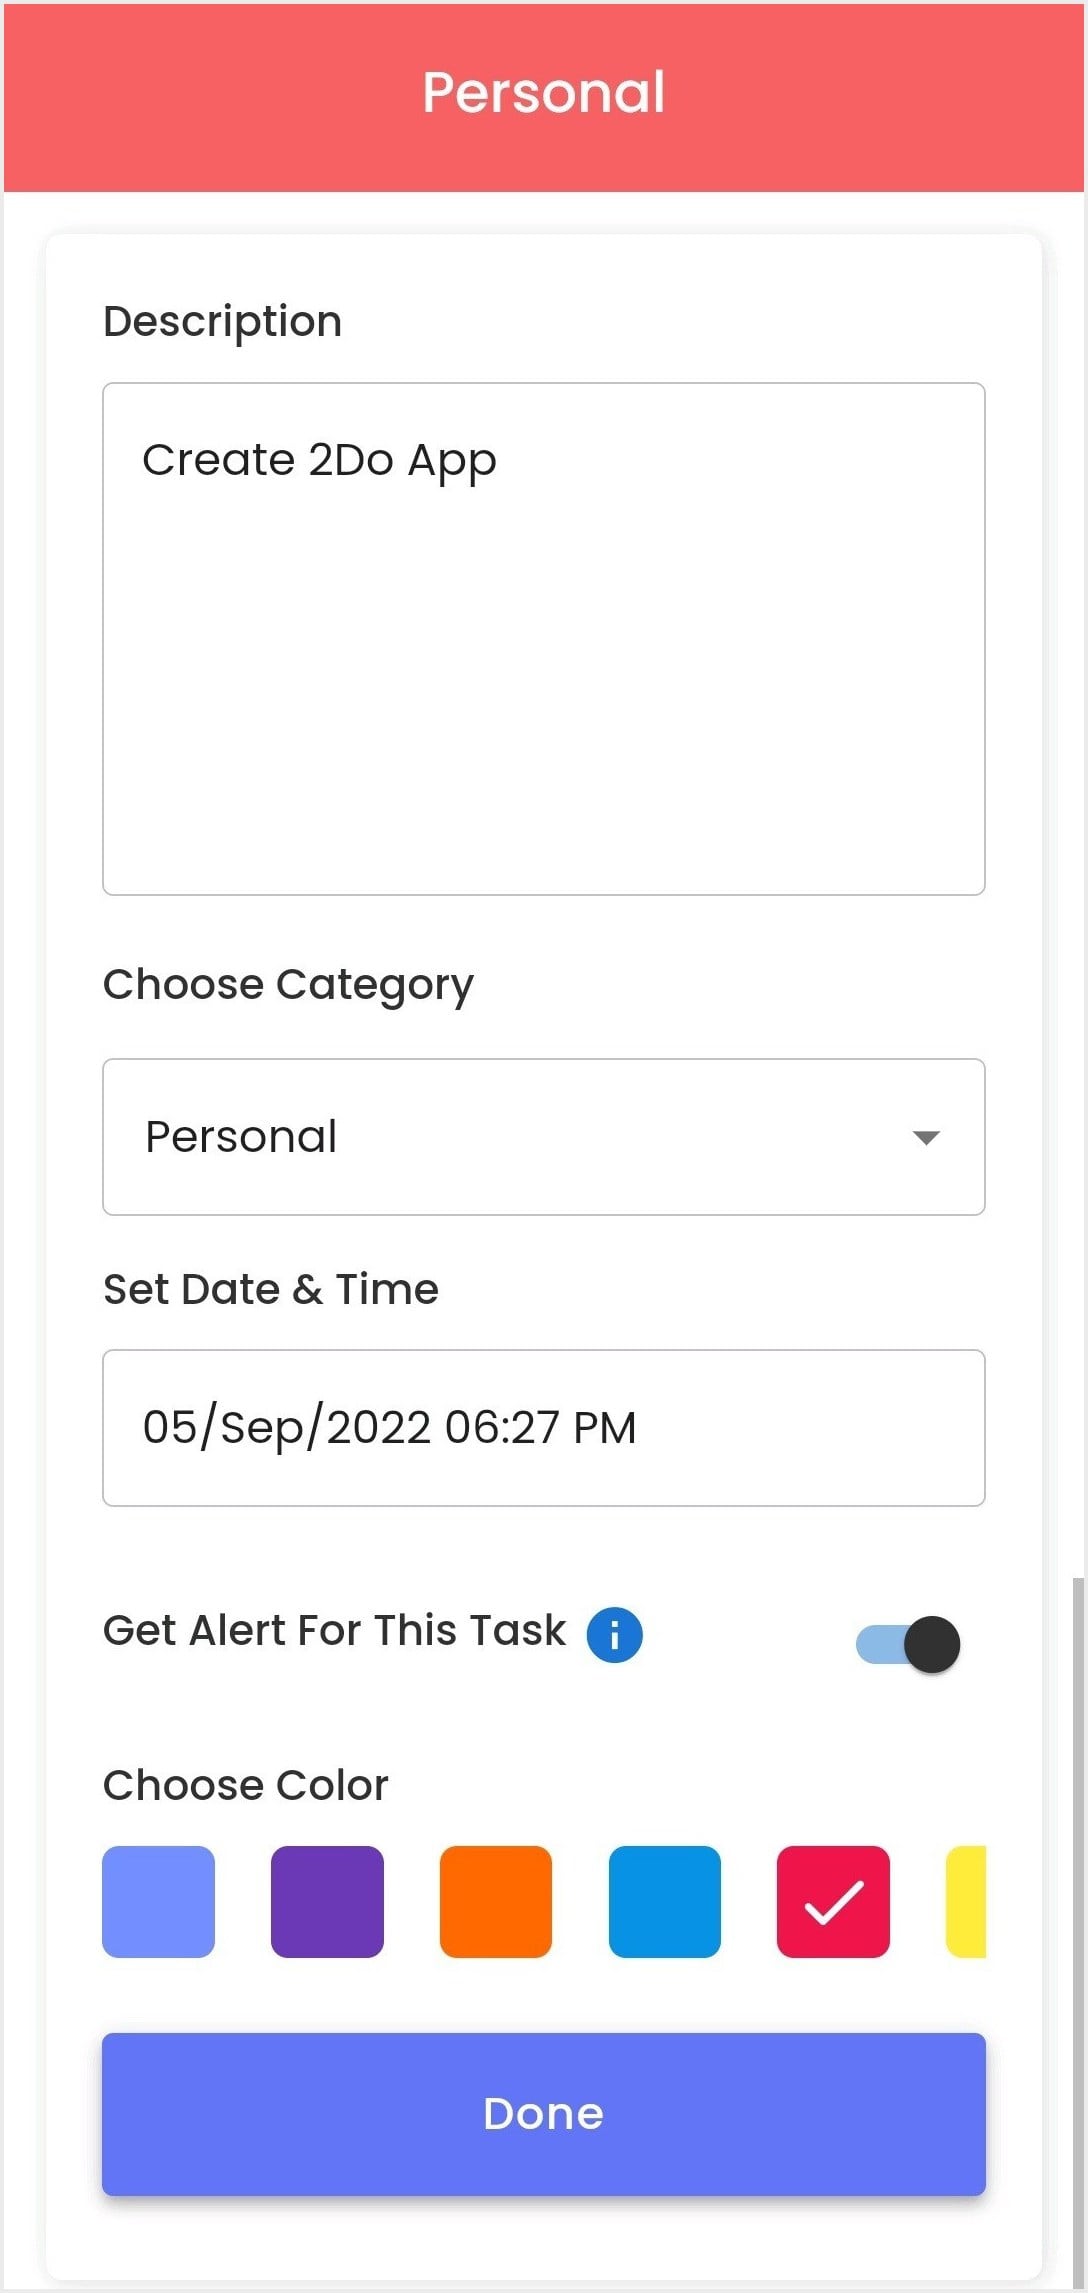 Personal
Description
Create 2Do App
Choose Category
Personal
Set Date & Time
05/Sep/2022 06:27 PM
Get Alert For This Task
Choose Color
Done